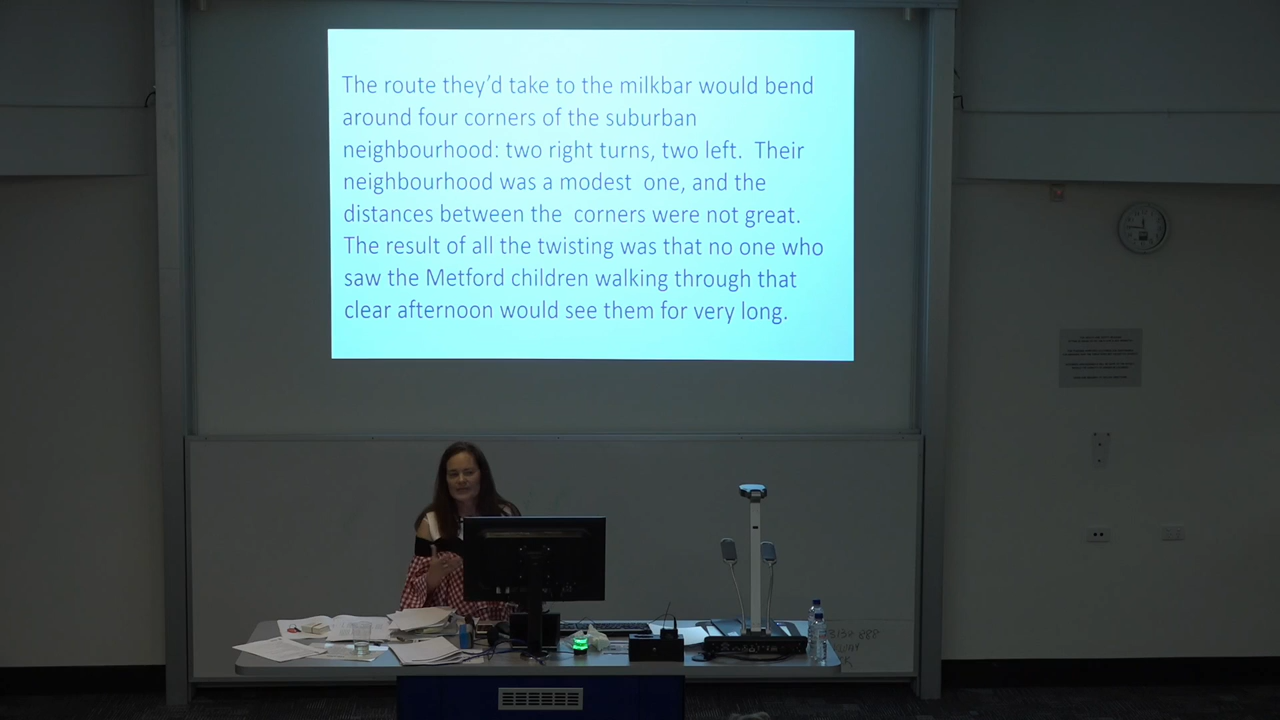 The route they'd take to the milkbar would bend
around four corners of the suburban
neighbourhood: two right turns, two left. Their
neighbourhood was a modest one, and the
distances between the corners were not great.
The result of all the twisting was that no one who
saw the Metford children walking through that
clear afternoon would see them for very long.